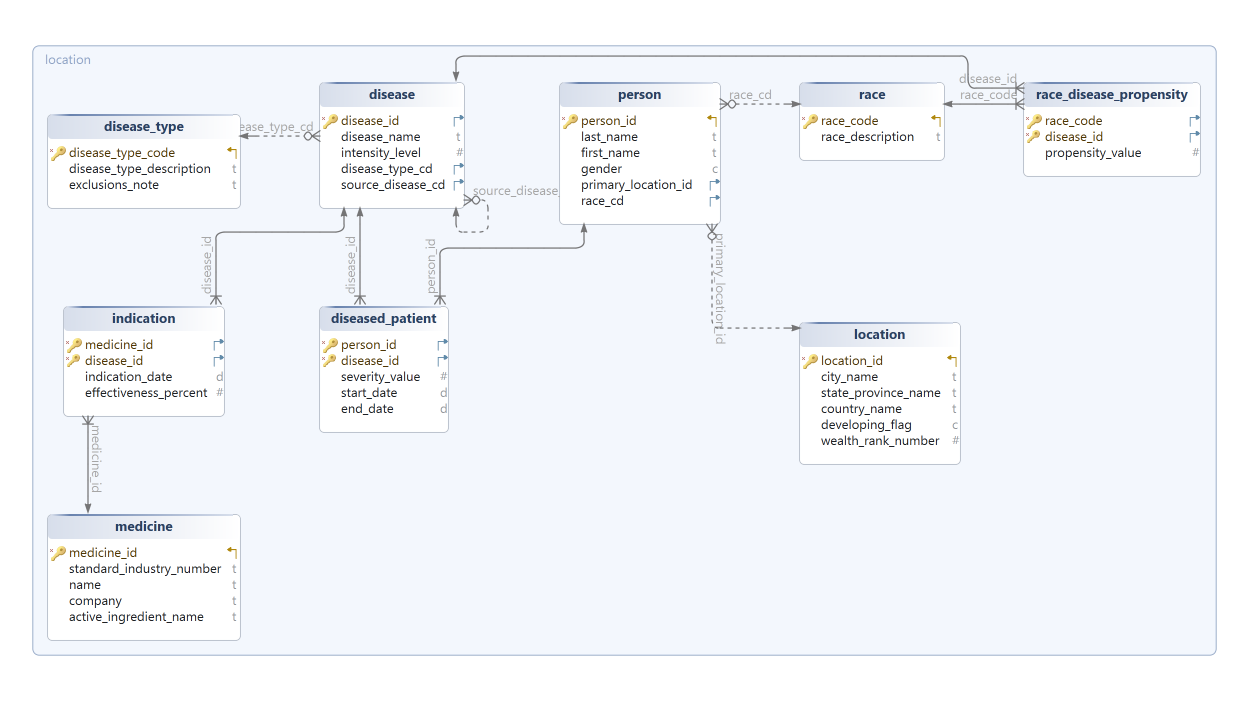 location
disease_type
disease_type_code
disease_type_description t
exclusions_note t
ease_type_cd
disease
disease_id
disease_name t
intensity_level #
disease_type_cd
source_disease_cd
source_disease
person
person_id
last_name t
first_name t
gender c
primary_location_id
race_cd
race_cd
race
race_code
race_description t
disease_id
race_code
race_disease_propensity
race_code
disease_id
propensity_value #
disease_id
disease_id
person_id
primary_location_id
indication
medicine_id
disease_id
indication_date d
effectiveness_percent #
diseased_patient
person_id
disease_id
severity_value #
start_date d
end_date d
location
location_id
city_name t
state_province_name t
country_name t
developing_flag c
wealth_rank_number #
medicine_id
medicine
medicine_id
standard_industry_number t
name t
company t
active_ingredient_name t